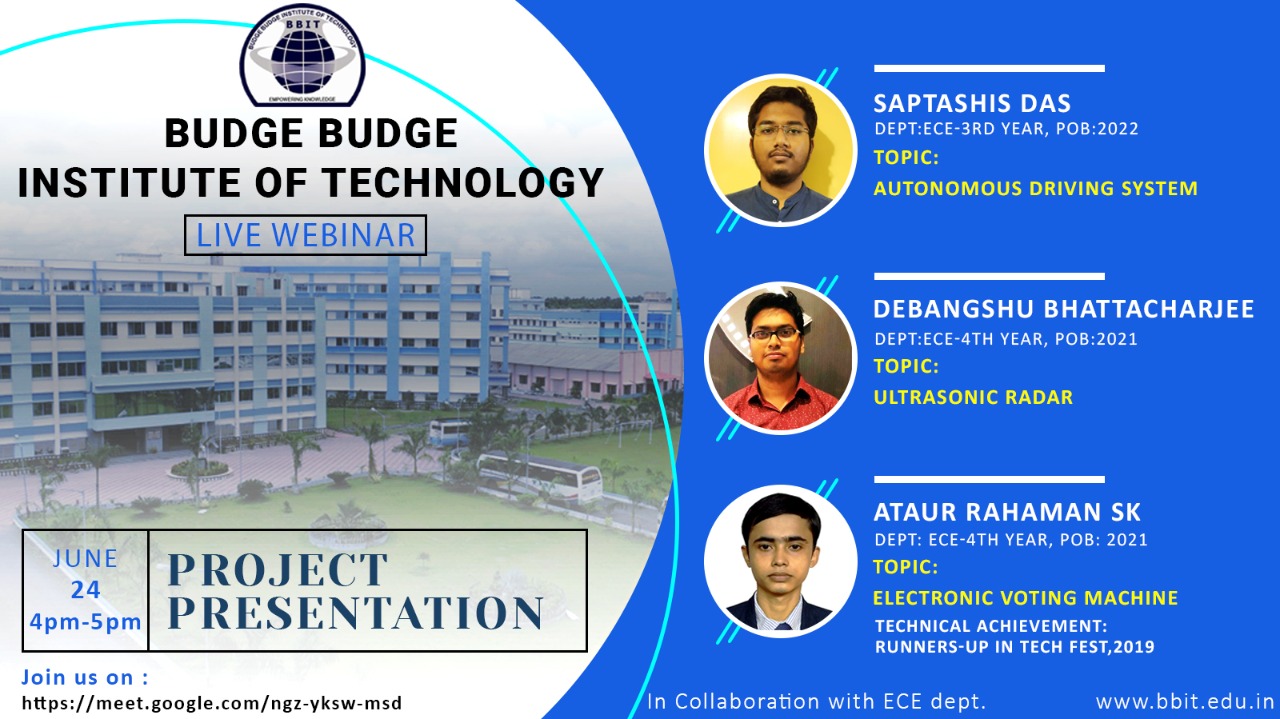 BUDGE BUDGE INSTITUTE OF TECHNOLOGY
BBIT
EMPOWERING KNOWLEDGE
BUDGE BUDGE
INSTITUTE OF TECHNOLOGY
LIVE WEBINAR
JUNE
24
4pm-5pm
PROJECT
PRESENTATION
Join us on :
https://meet.google.com/ngz-yksw-msd
SAPTASHIS DAS
DEPT:ECE-3RD YEAR, POB:2022
TOPIC:
AUTONOMOUS DRIVING SYSTEM
DEBANGSHU BHATTACHARJEE
DEPT:ECE-4TH YEAR, POB:2021
TOPIC:
ULTRASONIC RADAR
ATAUR RAHAMAN SK
DEPT: ECE-4TH YEAR, POB: 2021
TOPIC:
ELECTRONIC VOTING MACHINE
TECHNICAL ACHIEVEMENT:
RUNNERS-UP IN TECH FEST,2019
In Collaboration with ECE dept.
www.bbit.edu.in